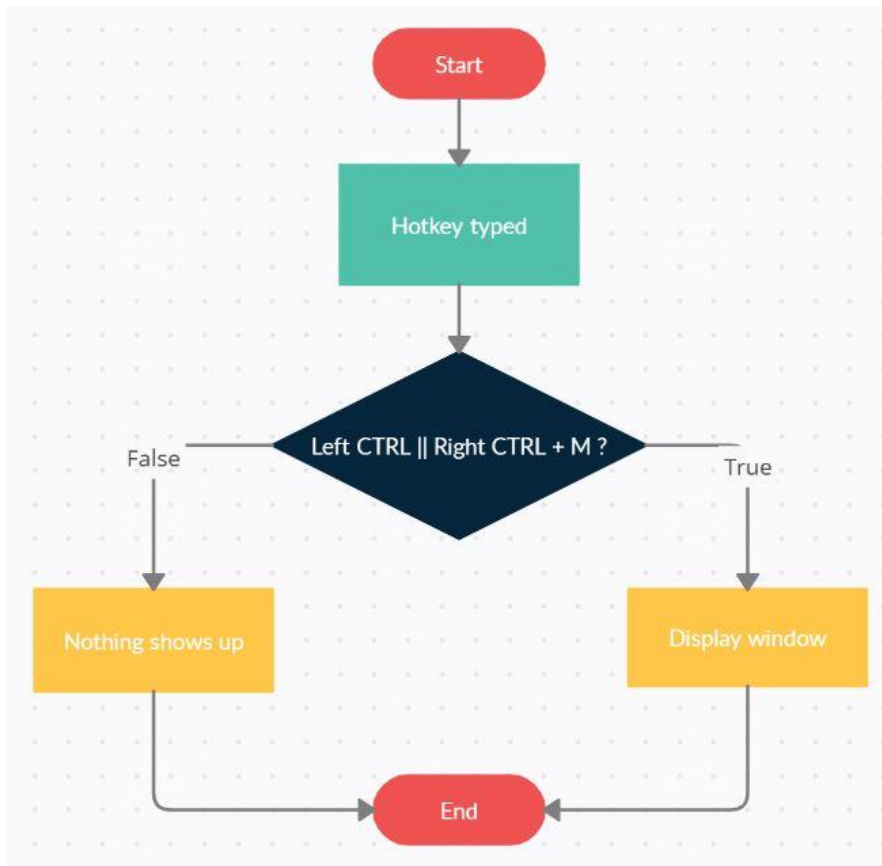 Start
Hotkey typed
Left CTRL || Right CTRL + M ?
False
True
Nothing shows up
Display window
End